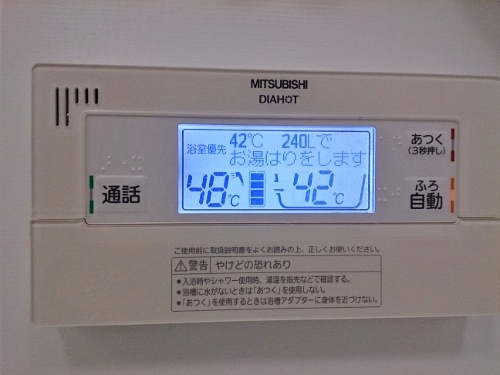 MITSUBISHI
DIAHOT
42℃ 240Lで
浴室優先
お湯はりをします
48℃ 42℃
あつく
(3秒押し)
通話
ふろ
自動
ご使用前に取扱説明書をよくお読みの上、正しくお使いください。
警告 やけどの恐れあり
●入浴時やシャワー使用時、湯温を指先などで確認する。
●浴槽に水がないときは「あつく」を使用しない。
●「あつく」を使用するときは浴槽アダプターに身体を近づけない。